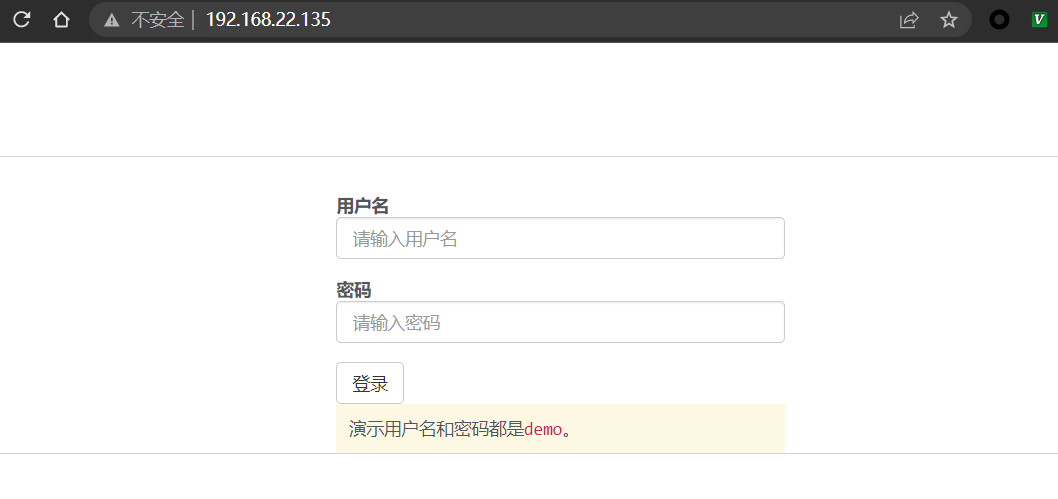 不安全 | 192.168.22.135
V
用户名
请输入用户名
密码
请输入密码
登录
演示用户名和密码都是demo。